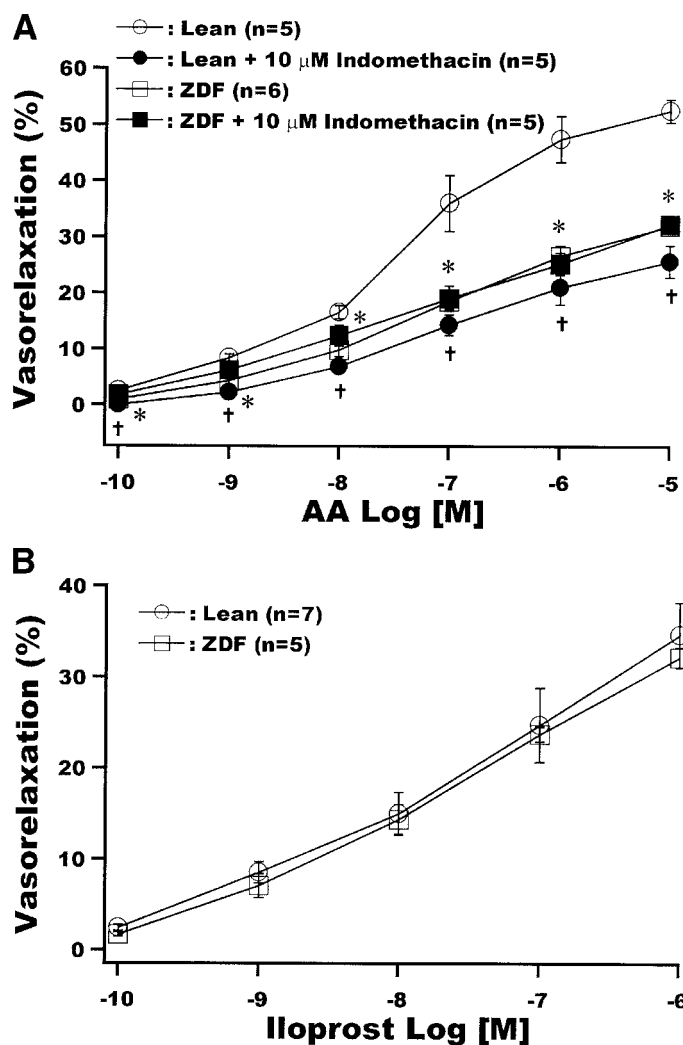 A
: Lean (n=5)
: Lean + 10 μM Indomethacin (n=5)
: ZDF (n=6)
: ZDF + 10 μM Indomethacin (n=5)
Vasorelaxation (%)
60
50
40
30
20
10
0
* * * *
† * † * † † † †
-10 -9 -8 -7 -6 -5
AA Log [M]
B
: Lean (n=7)
: ZDF (n=5)
Vasorelaxation (%)
40
30
20
10
0
-10 -9 -8 -7 -6
Iloprost Log [M]